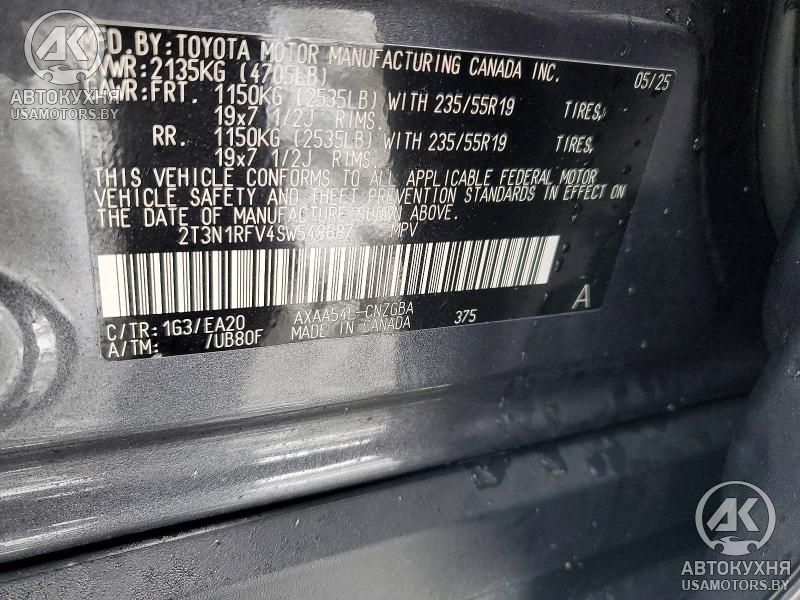 MFD.BY: TOYOTA MOTOR MANUFACTURING CANADA INC. 05/25
2135KG (4705LB)
FRT. 1150KG (2535LB) WITH 235/55R19 TIRES,
19x7 1/2J RIMS.
RR. 1150KG (2535LB) WITH 235/55R19 TIRES,
19x7 1/2J RIMS.
THIS VEHICLE CONFORMS TO ALL APPLICABLE FEDERAL MOTOR
VEHICLE SAFETY AND THEFT PREVENTION STANDARDS IN EFFECT ON
THE DATE OF MANUFACTURE SHOWN ABOVE.
MPV
A
C/TR: 1G3/EA20 AXAA54L-CNZGBA 375
A/TM: /UB80F MADE IN CANADA
АК
АВТОКУХНЯ
USAMOTORS.BY
АК
АВТОКУХНЯ
USAMOTORS.BY